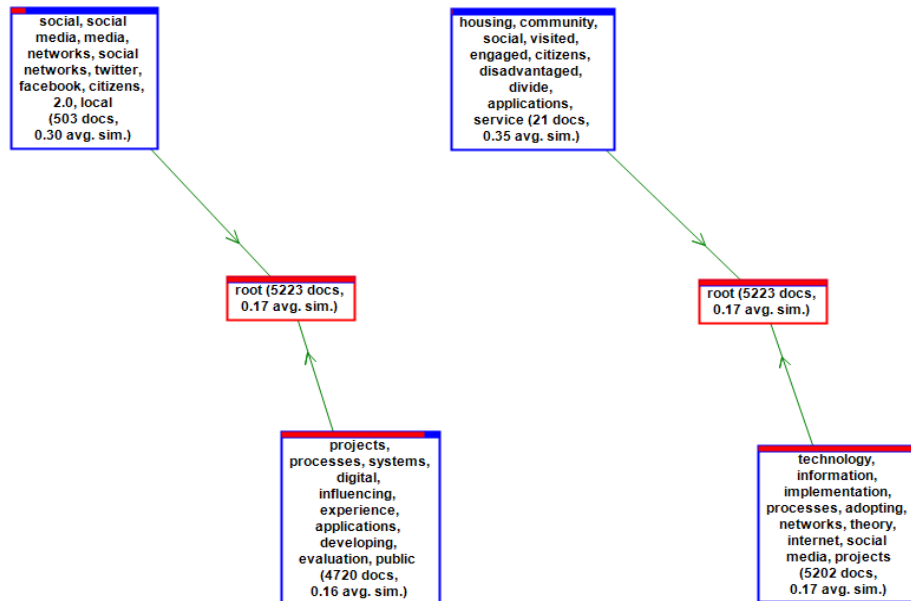 social, social
media, media,
networks, social
networks, twitter,
facebook, citizens,
2.0, local
(503 docs,
0.30 avg. sim.)
housing, community,
social, visited,
engaged, citizens,
disadvantaged,
divide,
applications,
service (21 docs,
0.35 avg. sim.)
root (5223 docs,
0.17 avg. sim.)
root (5223 docs,
0.17 avg. sim.)
projects,
processes, systems,
digital,
influencing,
experience,
applications,
developing,
evaluation, public
(4720 docs,
0.16 avg. sim.)
technology,
information,
implementation,
processes, adopting,
networks, theory,
internet, social
media, projects
(5202 docs,
0.17 avg. sim.)